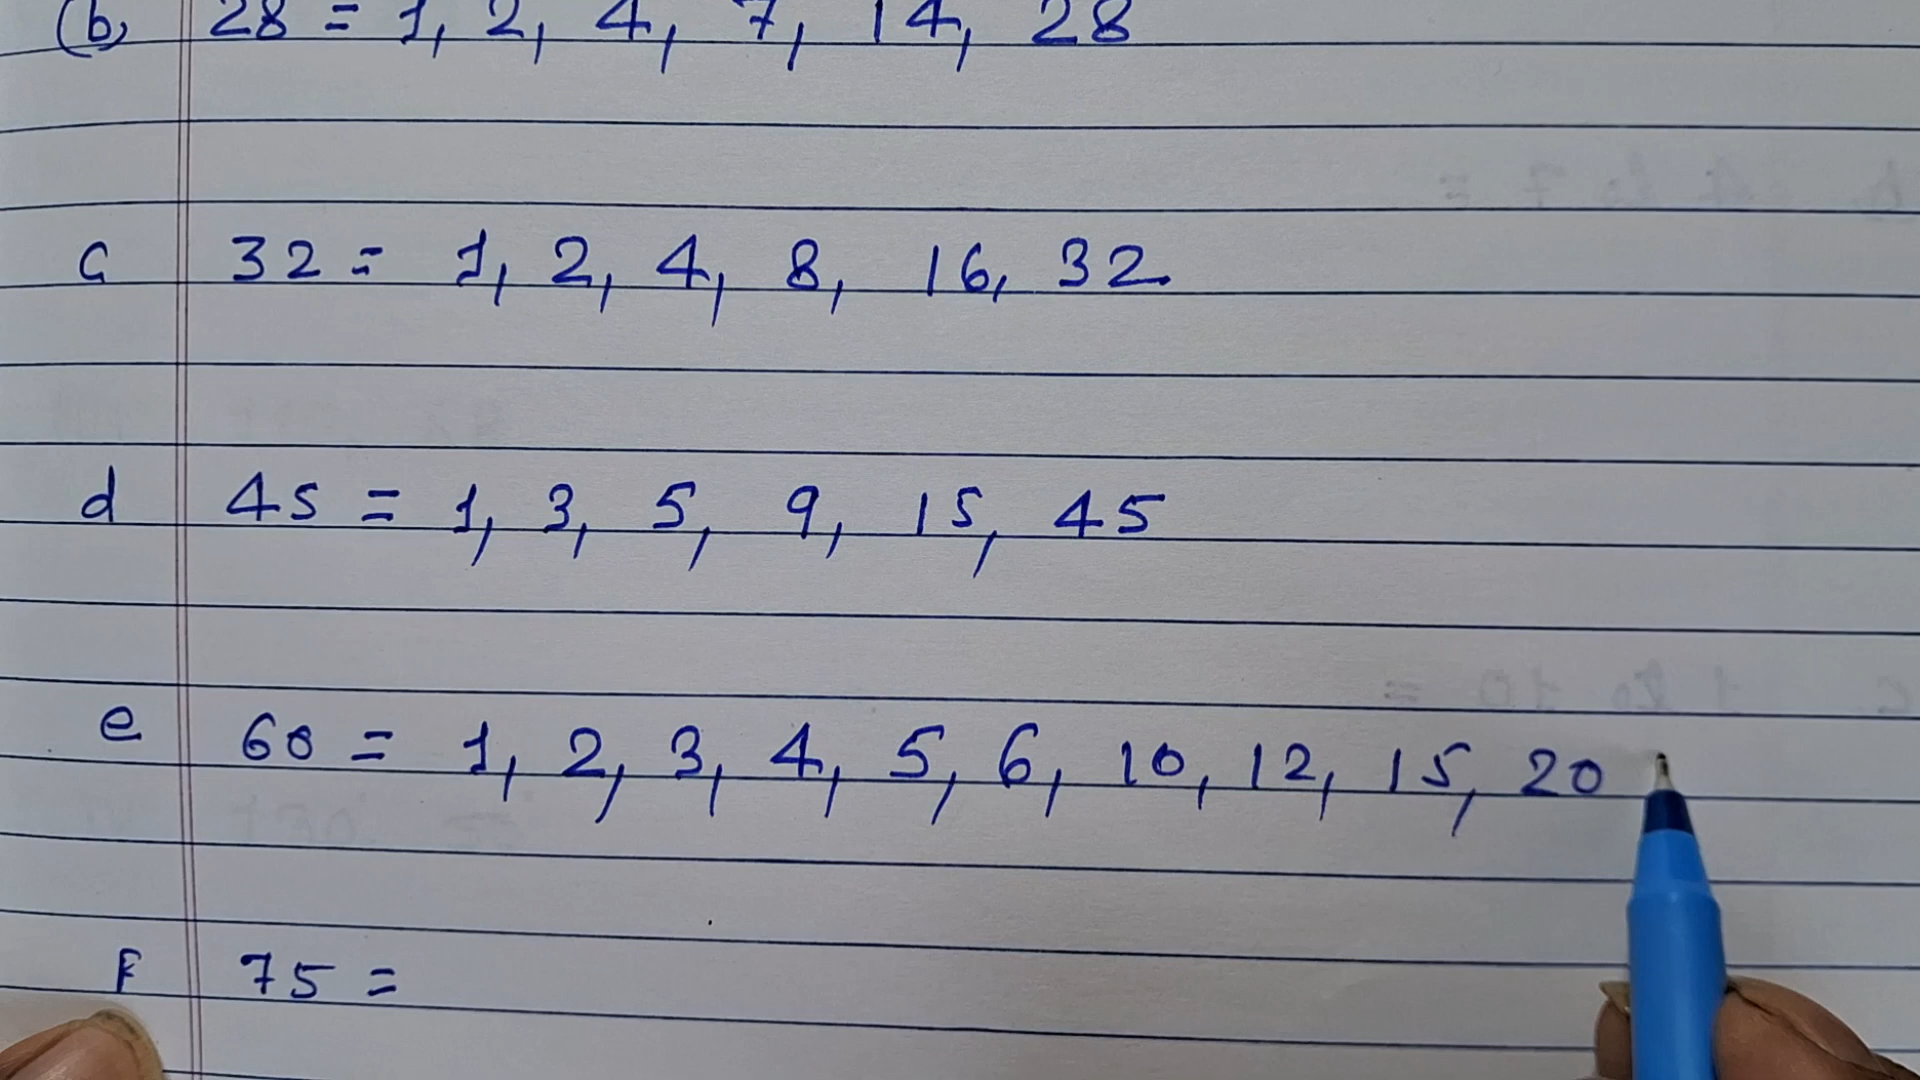 (b) 28 = 1, 2, 4, 7, 14, 28
c 32 = 1, 2, 4, 8, 16, 32.
d 45 = 1, 3, 5, 9, 15, 45
e 60 = 1, 2, 3, 4, 5, 6, 10, 12, 15, 20
F 75 =